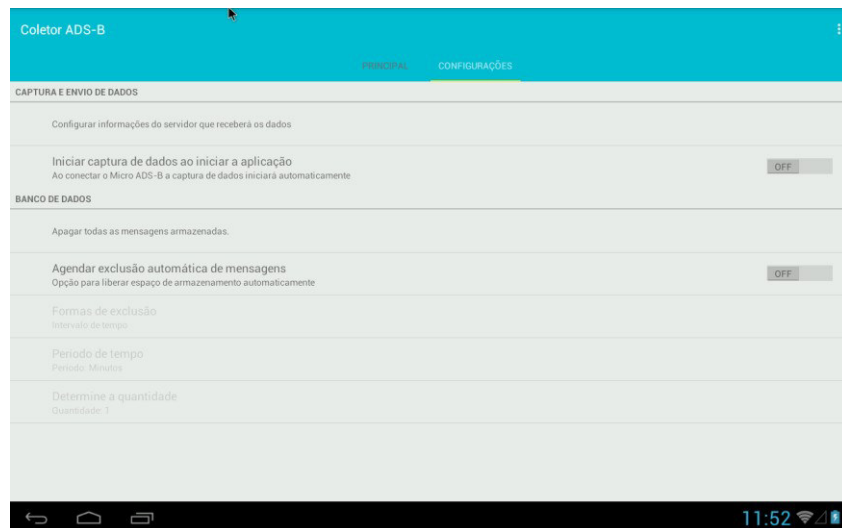 Coletor ADS-B
PRINCIPAL
CONFIGURAÇÕES
CAPTURA E ENVIO DE DADOS
Configurar informações do servidor que receberá os dados
Iniciar captura de dados ao iniciar a aplicação
Ao conectar o Micro ADS-B a captura de dados iniciará automaticamente
OFF
BANCO DE DADOS
Apagar todas as mensagens armazenadas.
Agendar exclusão automática de mensagens
Opção para liberar espaço de armazenamento automaticamente
OFF
Formas de exclusão
Intervalo de tempo
Periodo de tempo
Periodo: Minutos
Determine a quantidade
Quantidade: 1
11:52